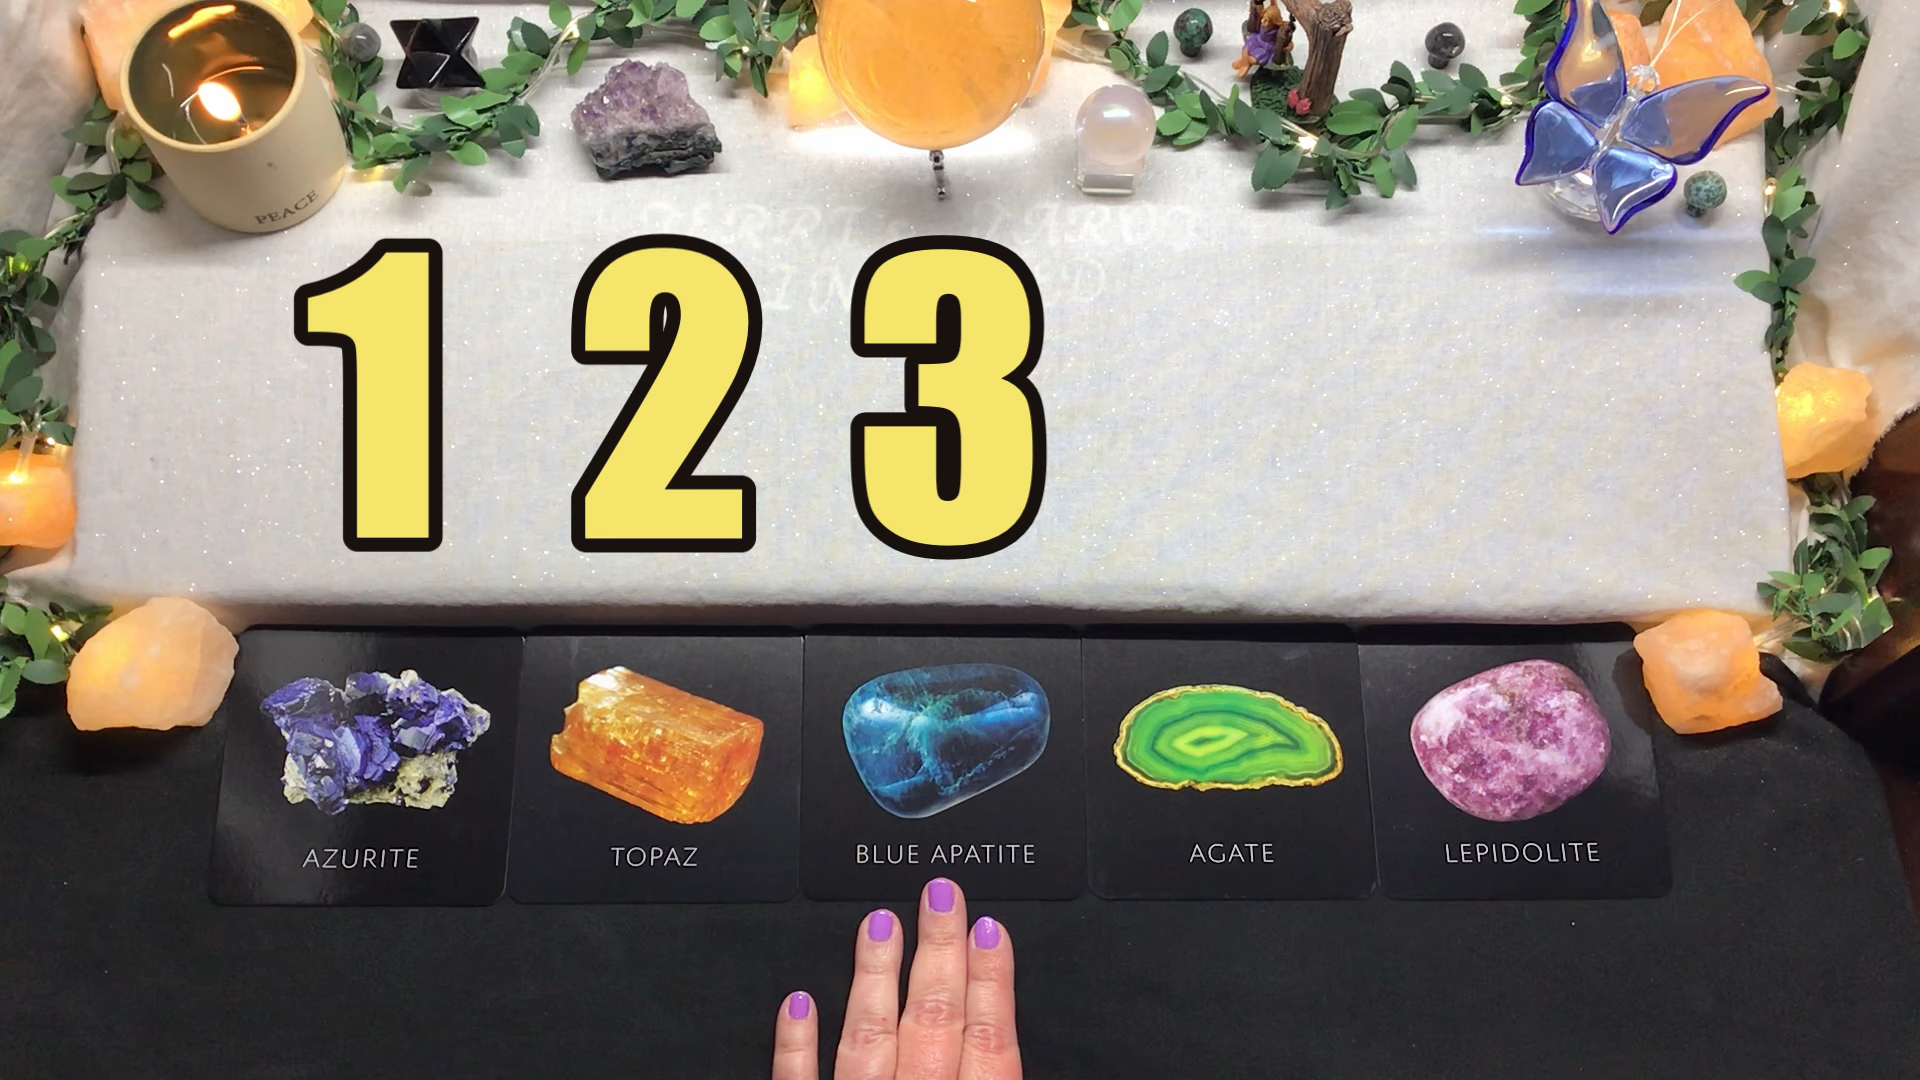 PEACE
1 2 3
AZURITE
TOPAZ
BLUE APATITE
AGATE
LEPIDOLITE